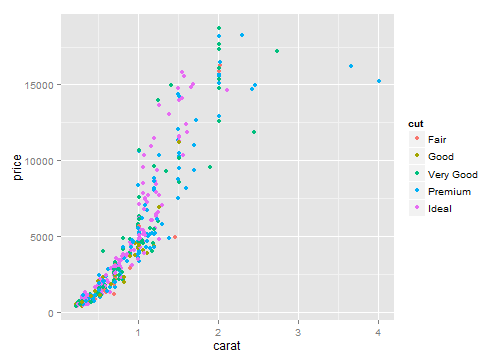 15000
10000
5000
0
price
1
2
3
4
carat
cut
Fair
Good
Very Good
Premium
Ideal